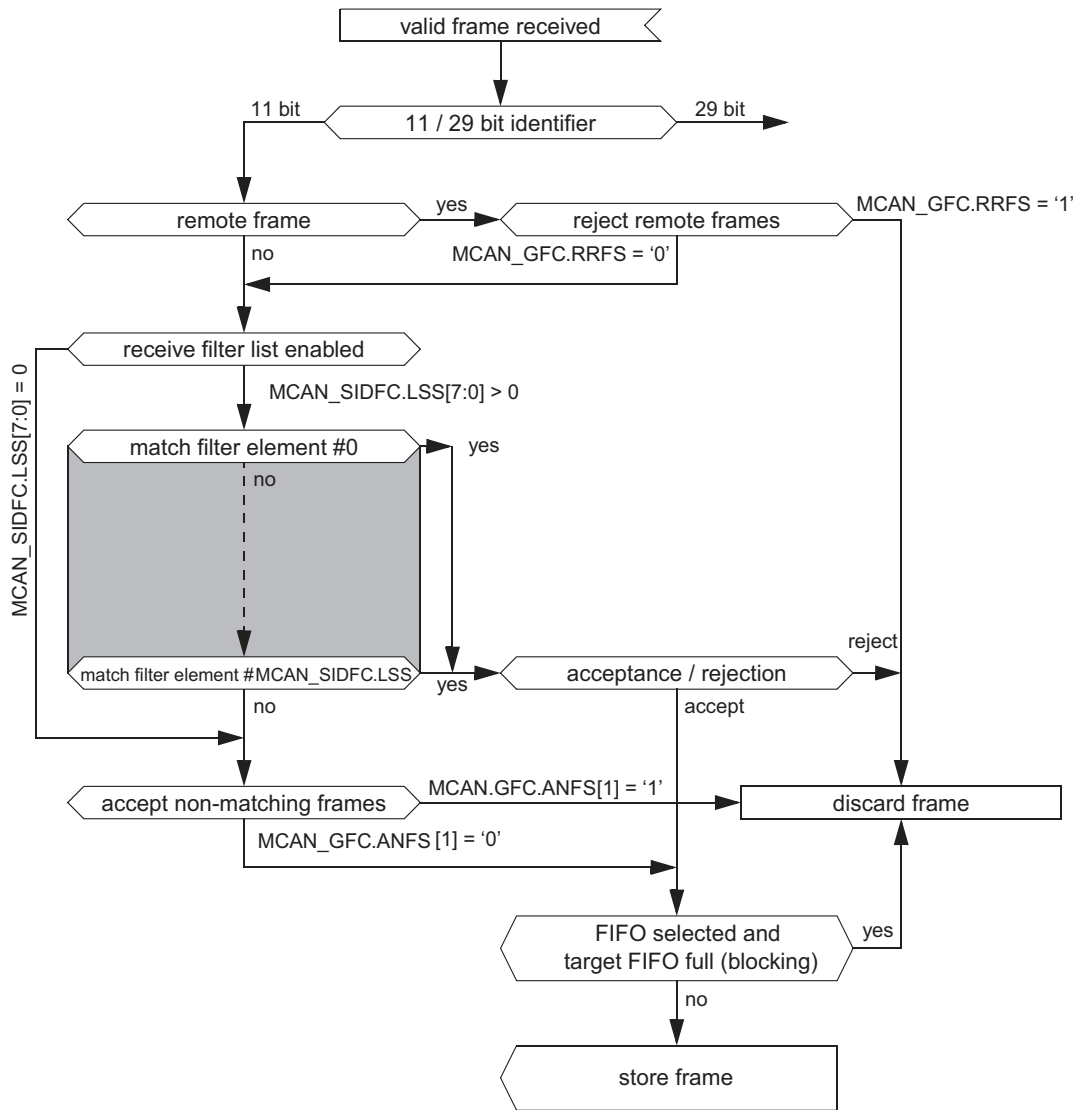 valid frame received
11 bit
11 / 29 bit identifier
29 bit
remote frame
yes
reject remote frames
MCAN_GFC.RRFS = ‘1’
no
MCAN_GFC.RRFS = ‘0’
receive filter list enabled
MCAN_SIDFC.LSS[7:0] = 0
MCAN_SIDFC.LSS[7:0] > 0
match filter element #0
yes
no
match filter element #MCAN_SIDFC.LSS
yes
acceptance / rejection
reject
no
accept
accept non-matching frames
MCAN.GFC.ANFS[1] = ‘1’
discard frame
MCAN_GFC.ANFS [1] = ‘0’
FIFO selected and
target FIFO full (blocking)
yes
no
store frame